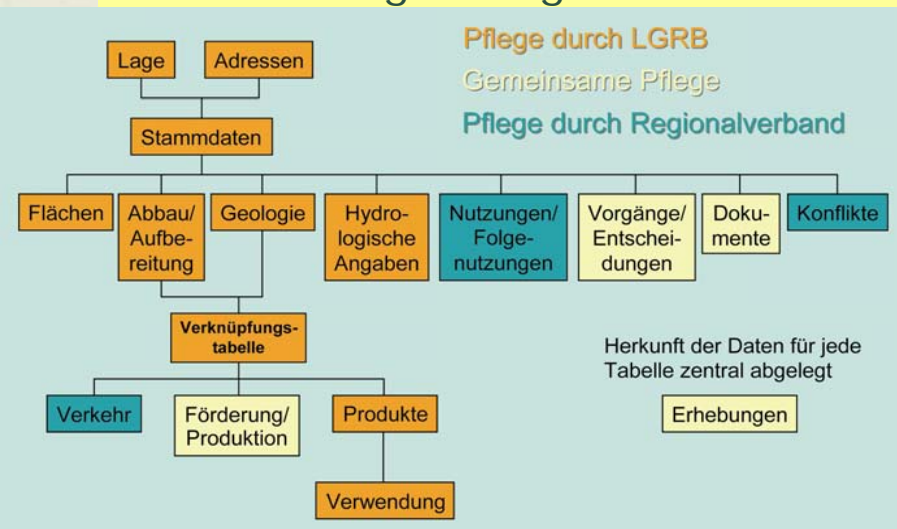 Pflege durch LGRB
Gemeinsame Pflege
Pflege durch Regionalverband
Lage
Adressen
Stammdaten
Flächen
Abbau/
Aufbe-
reitung
Geologie
Hydro-
logische
Angaben
Nutzungen/
Folge-
nutzungen
Vorgänge/
Entschei-
dungen
Doku-
mente
Konflikte
Verknüpfungs-
tabelle
Herkunft der Daten für jede
Tabelle zentral abgelegt
Verkehr
Förderung/
Produktion
Produkte
Erhebungen
Verwendung